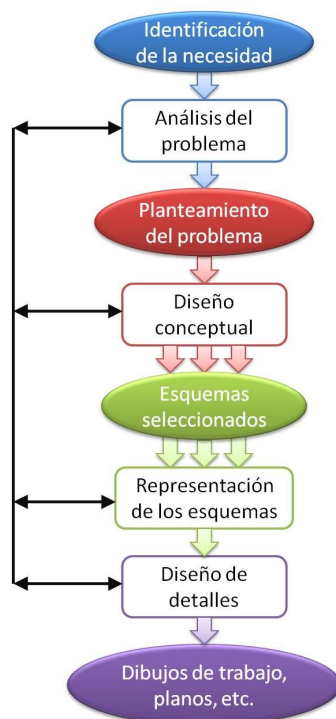 Identificación
de la necesidad
Análisis del
problema
Planteamiento
del problema
Diseño
conceptual
Esquemas
seleccionados
Representación
de los esquemas
Diseño de
detalles
Dibujos de trabajo,
planos, etc.